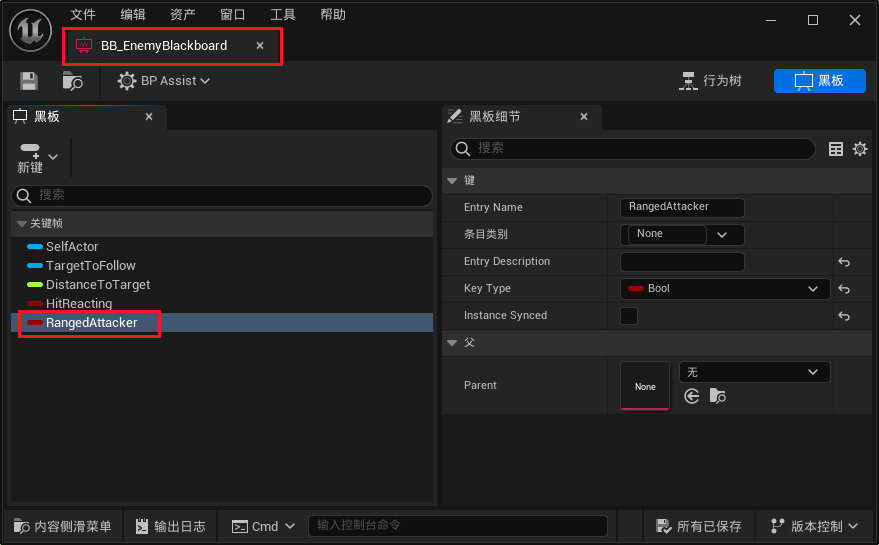 文件 编辑 资产 窗口 工具 帮助
BB_EnemyBlackboard
BP Assist 行为树 黑板
黑板
新键
搜索
关键帧
SelfActor
TargetToFollow
DistanceToTarget
HitReacting
RangedAttacker
黑板细节
搜索
键
Entry Name RangedAttacker
条目类别 None
Entry Description
Key Type Bool
Instance Synced
父
Parent None 无
内容侧滑菜单 输出日志 Cmd 输入控制台命令 所有已保存 版本控制